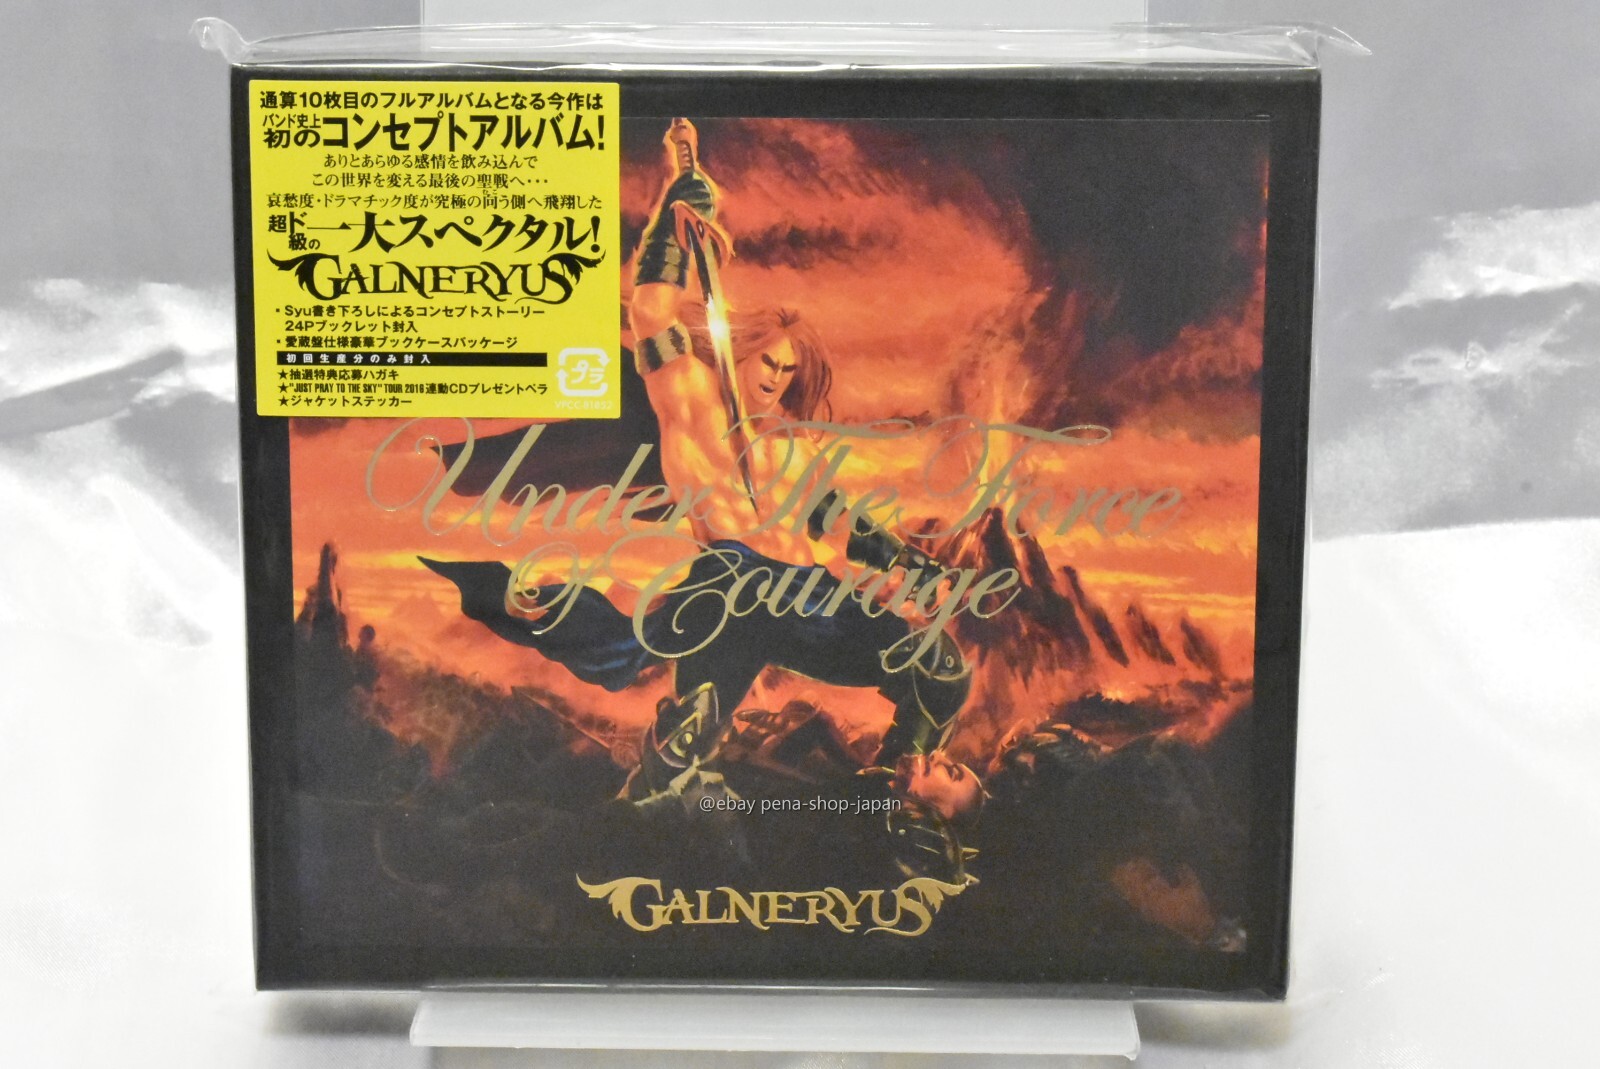 通算10枚目のフルアルバムとなる今作は
バンド史上
初のコンセプトアルバム!
ありとあらゆる感情を飲み込んで
この世界を変える最後の聖戦へ・・・
哀愁度・ドラマチック度が究極の向こう側へ飛翔した
超ド級の一大スペクタル!
GALNERYUS
・Syu書き下ろしによるコンセプトストーリー
24Pブックレット封入
・愛蔵盤仕様豪華ブックケースパッケージ
初回生産分のみ封入
★抽選特典応募ハガキ
★"JUST PRAY TO THE SKY" TOUR 2016 連動CDプレゼントペラ
★ジャケットステッカー
プラ
Under The Force
Of Courage
@ebay pena-shop-japan
GALNERYUS